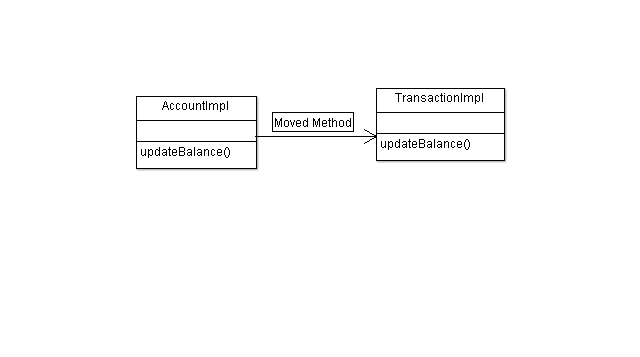 AccountImpl
updateBalance()
Moved Method
TransactionImpl
updateBalance()